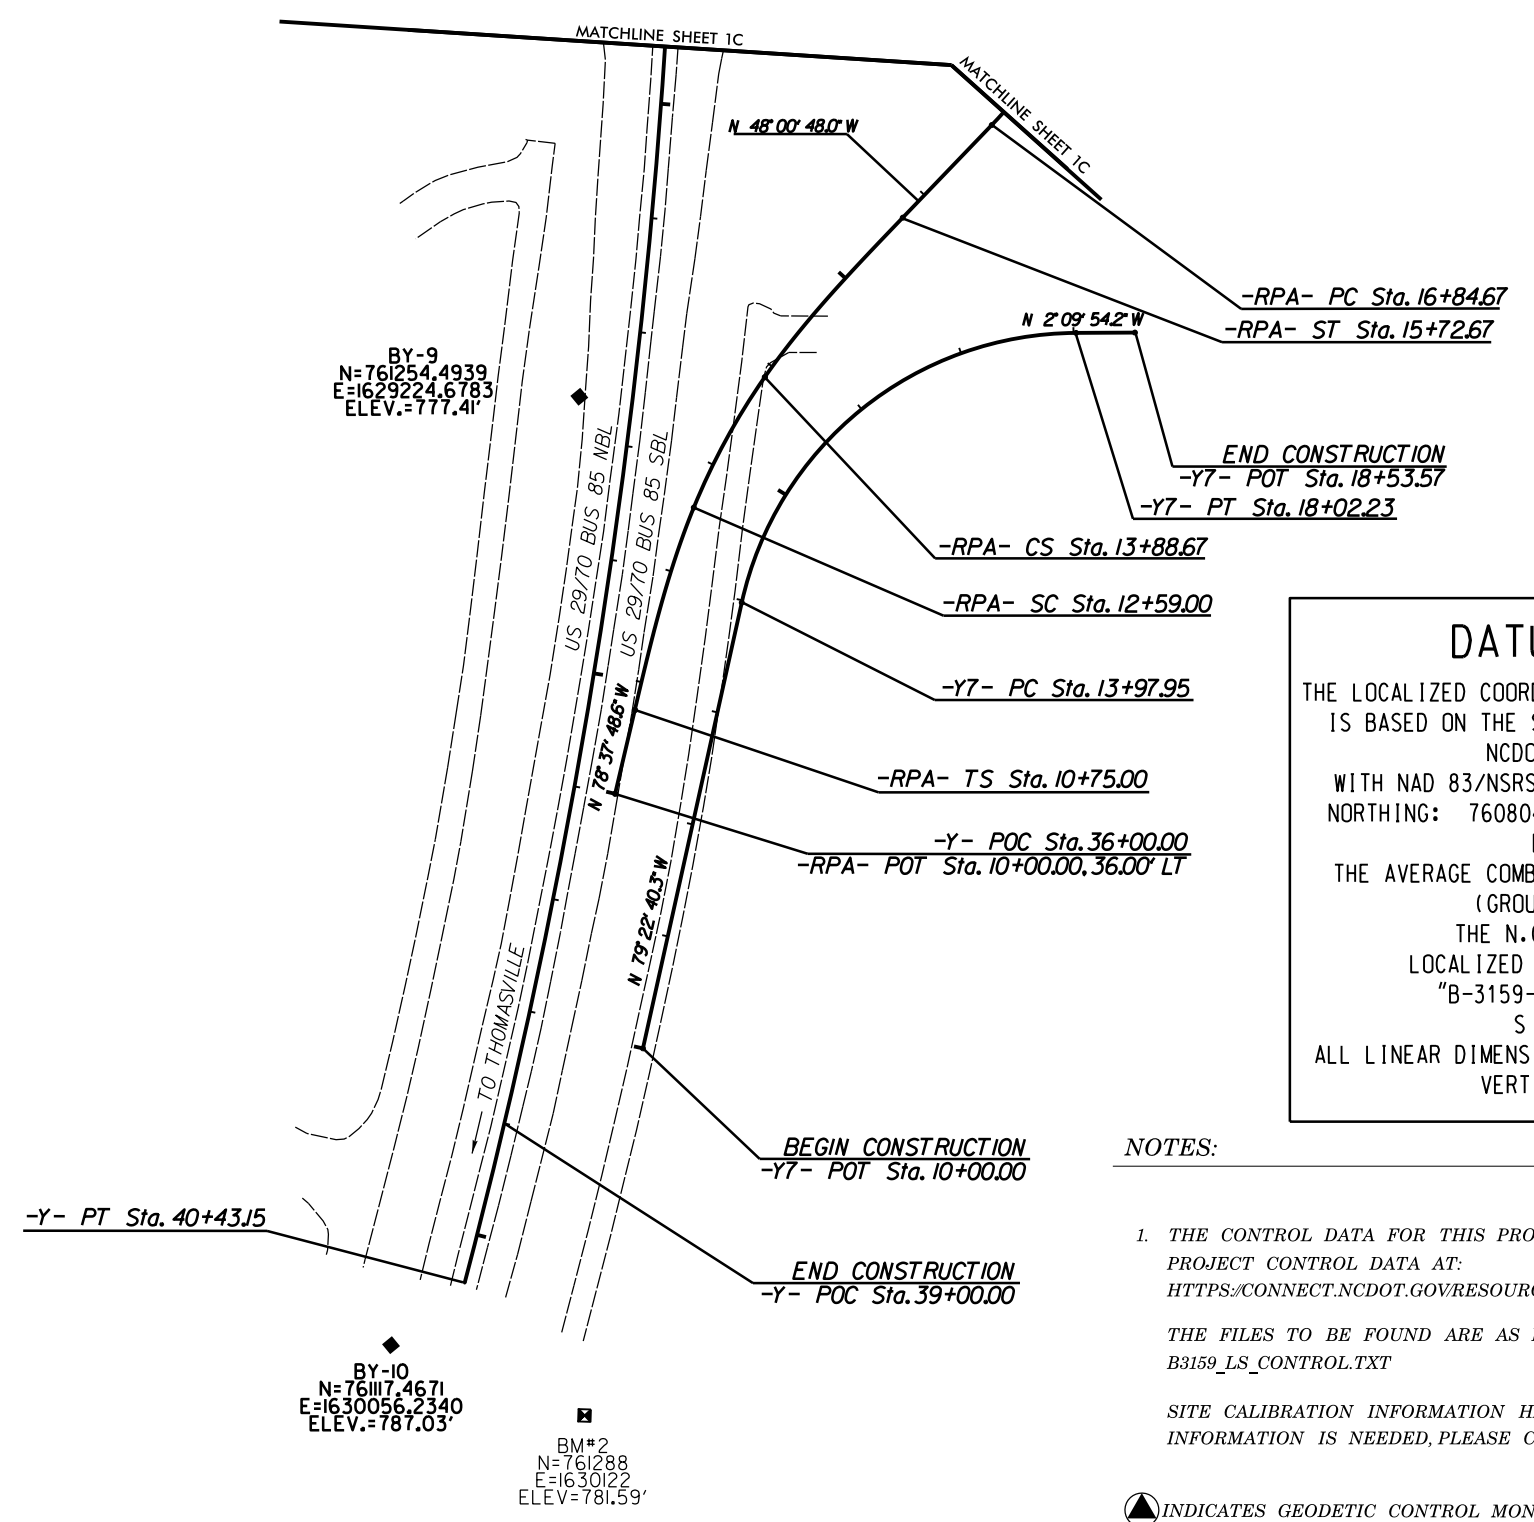 MATCHLINE SHEET 1C
MATCHLINE SHEET 1C
N 48° 00' 48.0" W
-RPA- PC Sta. 16+84.67
-RPA- ST Sta. 15+72.67
N 2° 09' 54.2" W
BY-9
N=761254.4939
E=1629224.6783
ELEV.=777.41'
END CONSTRUCTION
-Y7- POT Sta. 18+53.57
-Y7- PT Sta. 18+02.23
US 29/70 BUS 85 NBL
US 29/70 BUS 85 SBL
-RPA- CS Sta. 13+88.67
-RPA- SC Sta. 12+59.00
-Y7- PC Sta. 13+97.95
N 78° 37' 48.6" W
-RPA- TS Sta. 10+75.00
-Y- POC Sta. 36+00.00
-RPA- POT Sta. 10+00.00, 36.00' LT
N 79° 22' 40.3" W
TO THOMASVILLE
BEGIN CONSTRUCTION
-Y7- POT Sta. 10+00.00
-Y- PT Sta. 40+43.15
END CONSTRUCTION
-Y- POC Sta. 39+00.00
BY-10
N=761117.4671
E=1630056.2340
ELEV.=787.03'
BM#2
N=761288
E=1630122
ELEV=781.59'
DATU
THE LOCALIZED COORD
IS BASED ON THE S
NCDO
WITH NAD 83/NSRS
NORTHING: 760804
THE AVERAGE COMB
(GROU
THE N.C
LOCALIZED
"B-3159-
S
ALL LINEAR DIMENS
VERT
NOTES:
1. THE CONTROL DATA FOR THIS PRO
PROJECT CONTROL DATA AT:
HTTPS://CONNECT.NCDOT.GOV/RESOURC
THE FILES TO BE FOUND ARE AS
B3159_LS_CONTROL.TXT
SITE CALIBRATION INFORMATION H
INFORMATION IS NEEDED, PLEASE C
INDICATES GEODETIC CONTROL MON